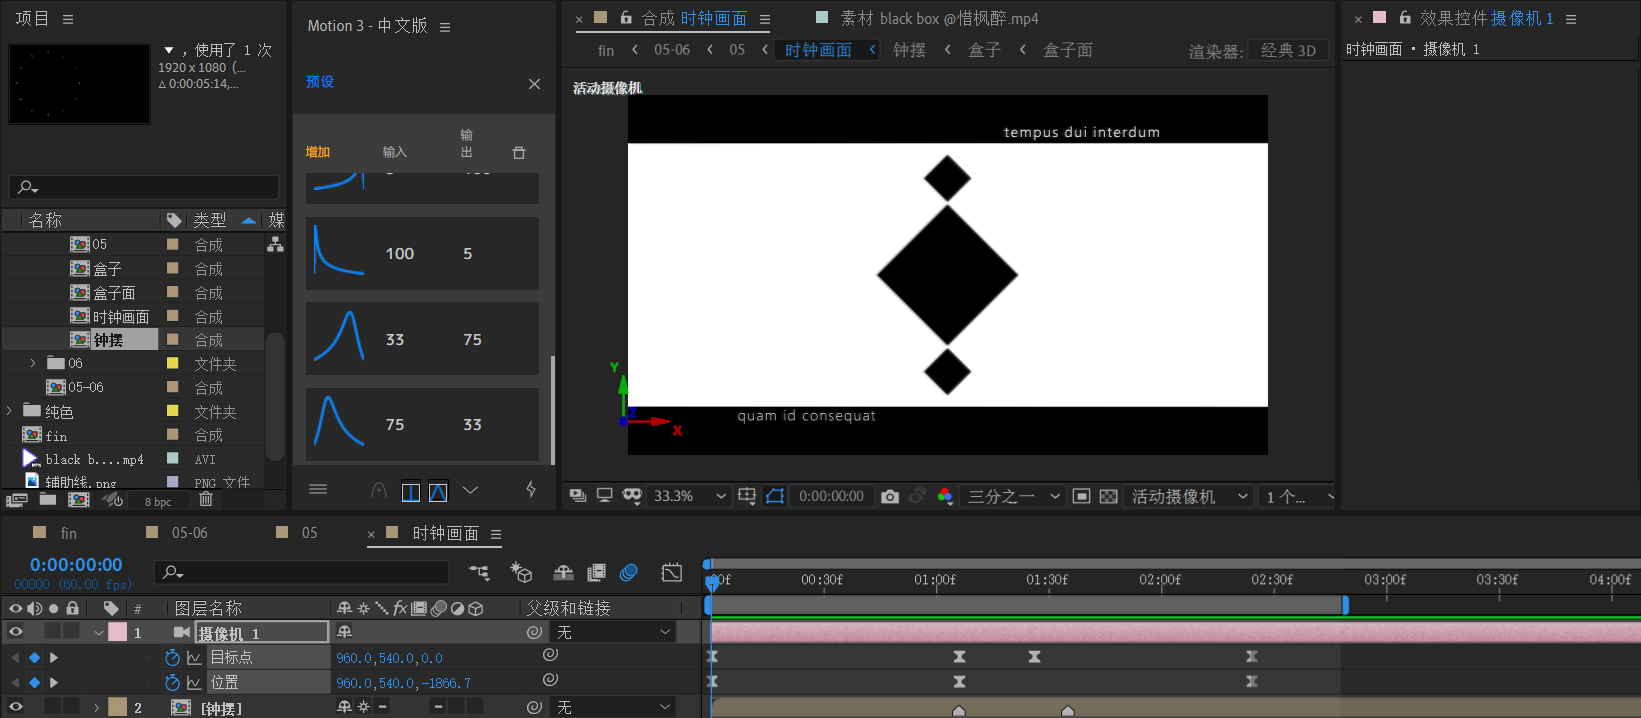 项目
，使用了 1 次
1920 x 1080 (...
△ 0:00:05:14,...
名称 类型 媒
05 合成
盒子 合成
盒子面 合成
时钟画面 合成
钟摆 合成
06 文件夹
05-06 合成
纯色 文件夹
fin 合成
black b....mp4 AVI
辅助线.png PNG 文件
8 bpc
Motion 3 - 中文版
预设
增加 输入 输出
100 5
33 75
75 33
合成 时钟画面
素材 black box @惜枫醉.mp4
fin 05-06 05 时钟画面 钟摆 盒子 盒子面
渲染器: 经典 3D
活动摄像机
tempus dui interdum
quam id consequat
Y
Z
X
33.3% 0:00:00:00 三分之一 活动摄像机 1 个...
效果控件 摄像机 1
时钟画面 · 摄像机 1
fin 05-06 05 时钟画面
0:00:00:00
00000 (60.00 fps)
00f 00:30f 01:00f 01:30f 02:00f 02:30f 03:00f 03:30f 04:00f
# 图层名称 fx 父级和链接
1 摄像机 1 无
目标点 960.0,540.0,0.0
位置 960.0,540.0,-1866.7
2 [钟摆] 无